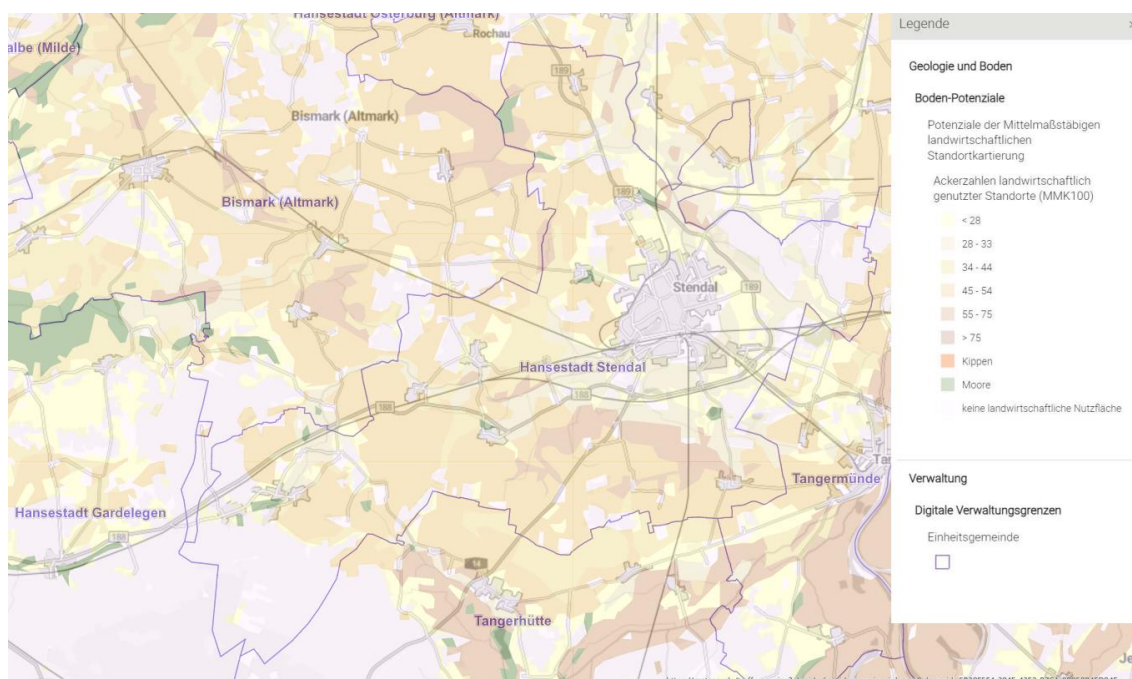 Hansestadt Osterburg (Altmark)
albe (Milde)
Rochau
189
Bismark (Altmark)
189
Bismark (Altmark)
Stendal
189
Hansestadt Stendal
188
188
Tangermünde
Ta
Hansestadt Gardelegen
188
14
Tangerhütte
Je
Legende
Geologie und Boden
Boden-Potenziale
Potenziale der Mittelmaßstäbigen
landwirtschaftlichen
Standortkartierung
Ackerzahlen landwirtschaftlich
genutzter Standorte (MMK100)
< 28
28 - 33
34 - 44
45 - 54
55 - 75
> 75
Kippen
Moore
keine landwirtschaftliche Nutzfläche
Verwaltung
Digitale Verwaltungsgrenzen
Einheitsgemeinde